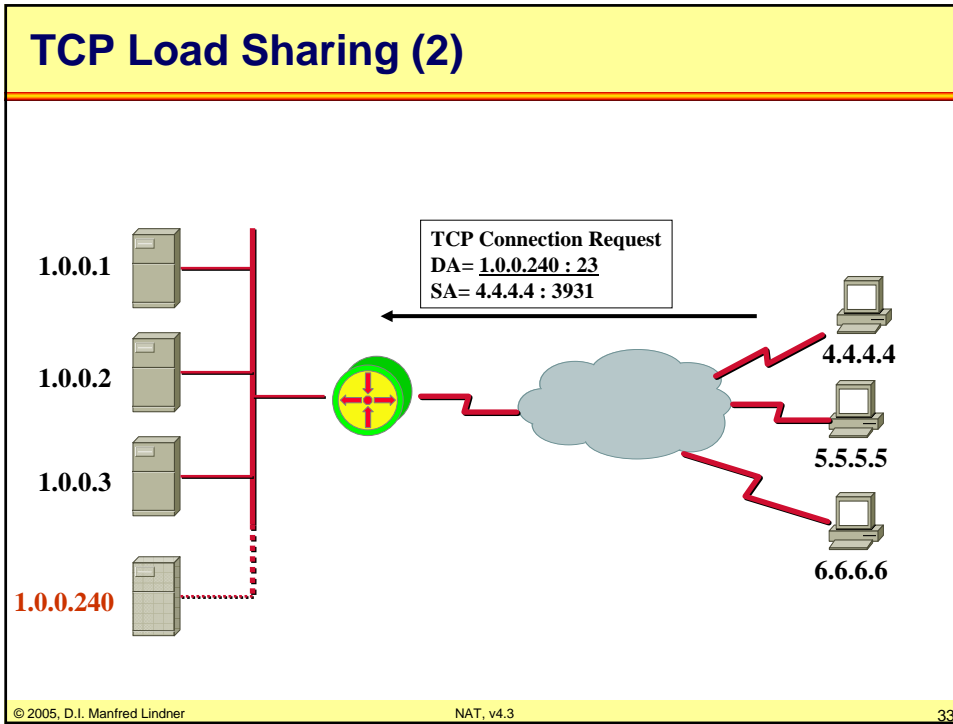 TCP Load Sharing (2)
TCP Connection Request
DA= 1.0.0.240 : 23
SA= 4.4.4.4 : 3931
1.0.0.1
1.0.0.2
1.0.0.3
1.0.0.240
4.4.4.4
5.5.5.5
6.6.6.6
© 2005, D.I. Manfred Lindner
NAT, v4.3
33